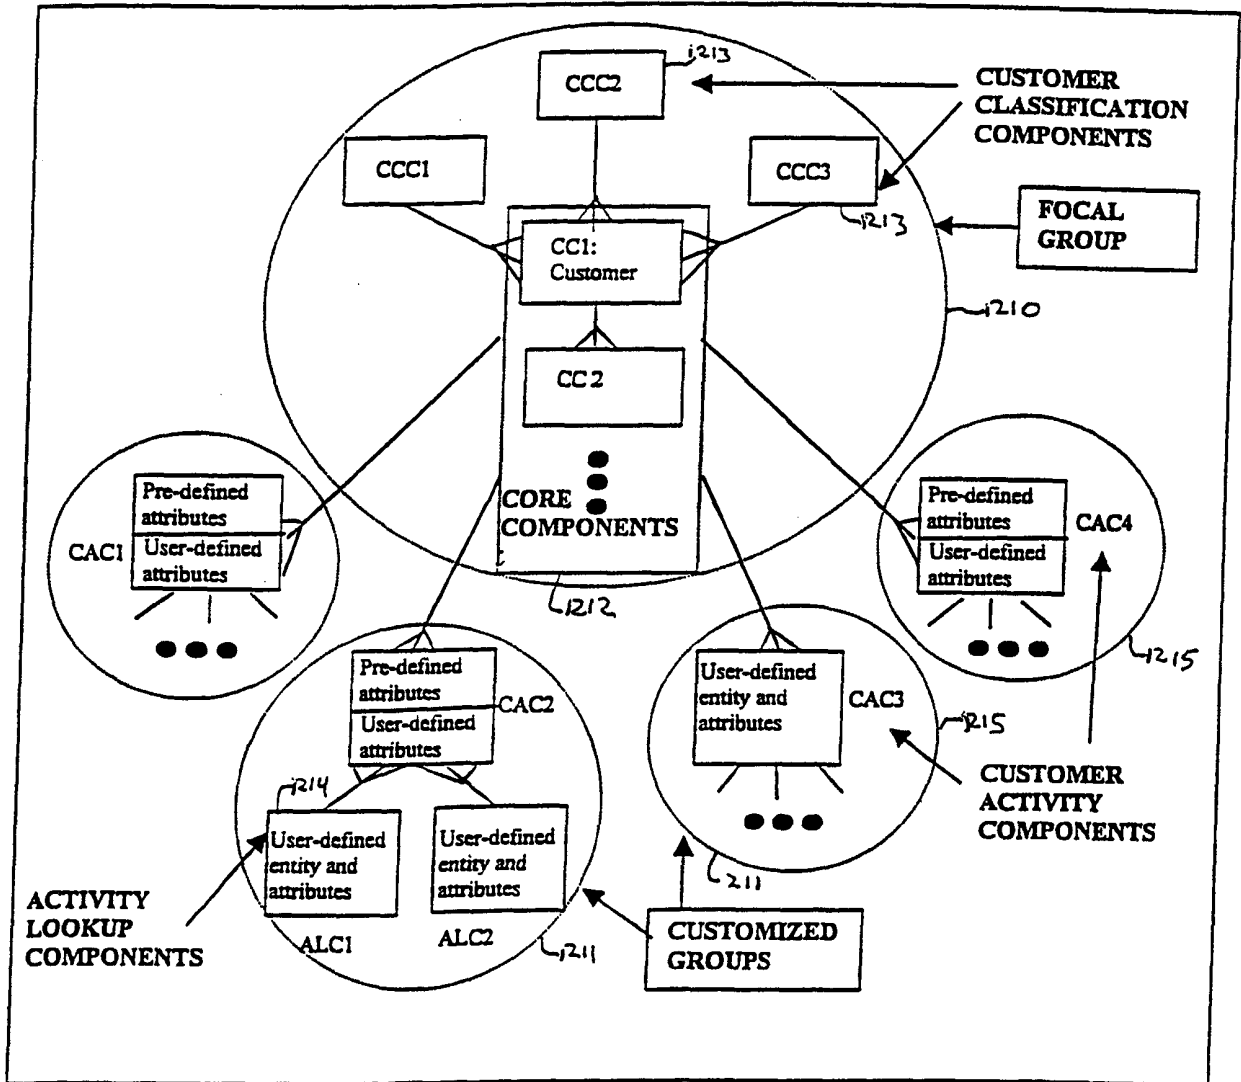 1213
CCC2
CUSTOMER
CLASSIFICATION
COMPONENTS
CCC1
CCC3
1213
FOCAL
GROUP
CC1:
Customer
1210
CC 2
CORE
COMPONENTS
1212
CAC1
Pre-defined
attributes
User-defined
attributes
Pre-defined
attributes
User-defined
attributes
CAC4
1215
Pre-defined
attributes
User-defined
attributes
CAC2
User-defined
entity and
attributes
CAC3
1215
CUSTOMER
ACTIVITY
COMPONENTS
1214
User-defined
entity and
attributes
ALC1
User-defined
entity and
attributes
ALC2
1211
1211
ACTIVITY
LOOKUP
COMPONENTS
CUSTOMIZED
GROUPS